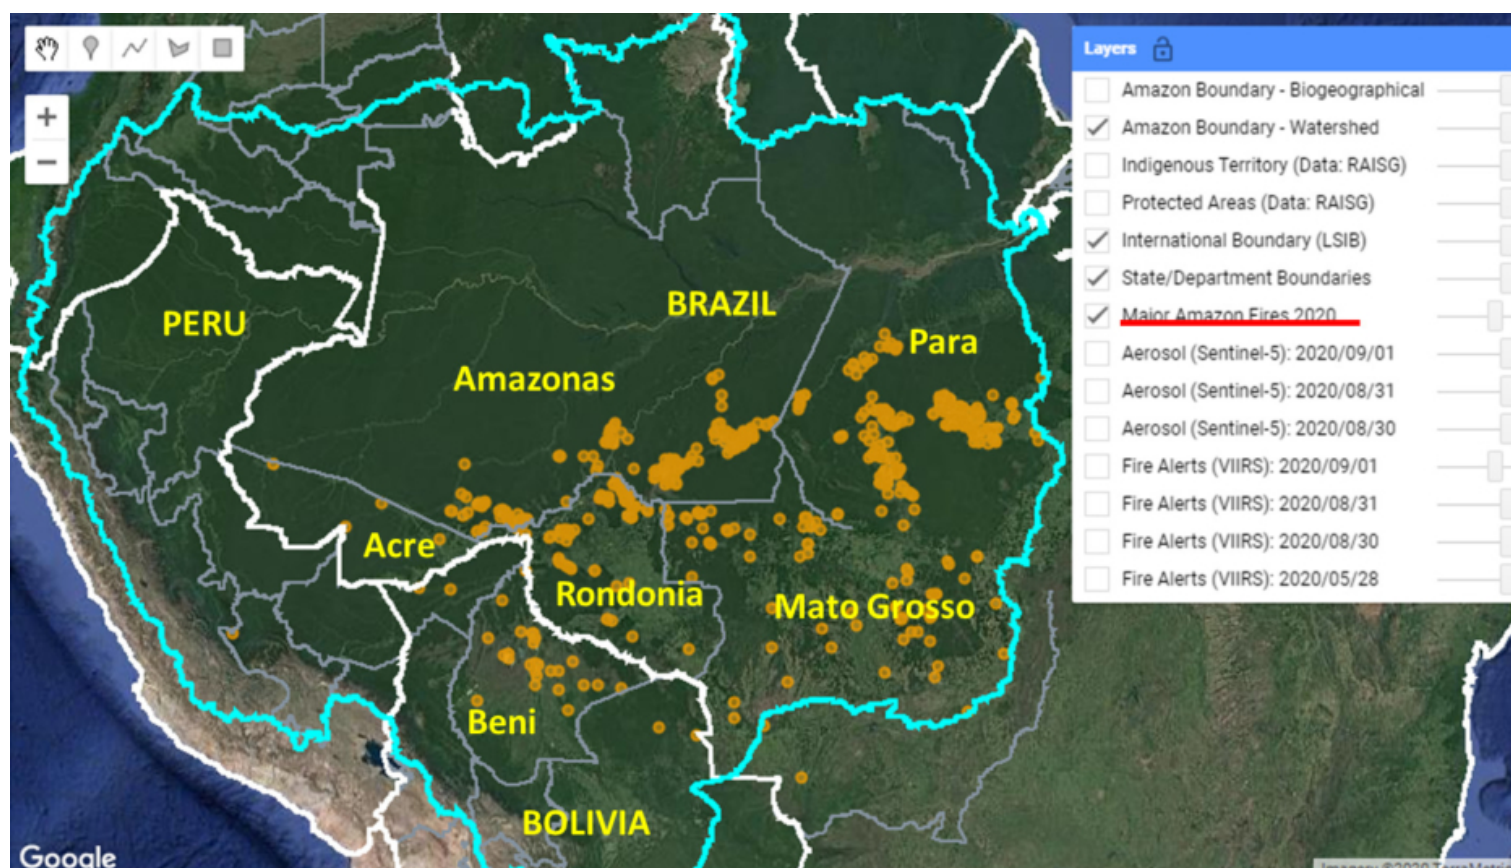 Layers
Amazon Boundary - Biogeographical
Amazon Boundary - Watershed
Indigenous Territory (Data: RAISG)
Protected Areas (Data: RAISG)
International Boundary (LSIB)
State/Department Boundaries
Major Amazon Fires 2020
Aerosol (Sentinel-5): 2020/09/01
Aerosol (Sentinel-5): 2020/08/31
Aerosol (Sentinel-5): 2020/08/30
Fire Alerts (VIIRS): 2020/09/01
Fire Alerts (VIIRS): 2020/08/31
Fire Alerts (VIIRS): 2020/08/30
Fire Alerts (VIIRS): 2020/05/28
PERU
BRAZIL
Para
Amazonas
Acre
Rondonia
Mato Grosso
Beni
BOLIVIA
Google
Imagery ©2020